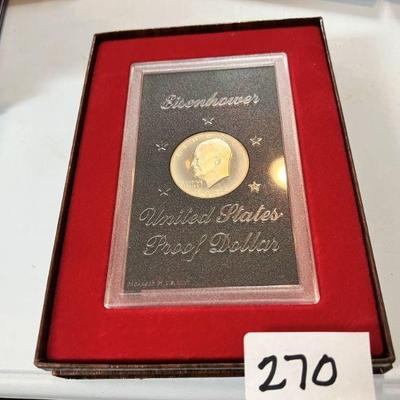 Eisenhower
United States
Proof Dollar
270